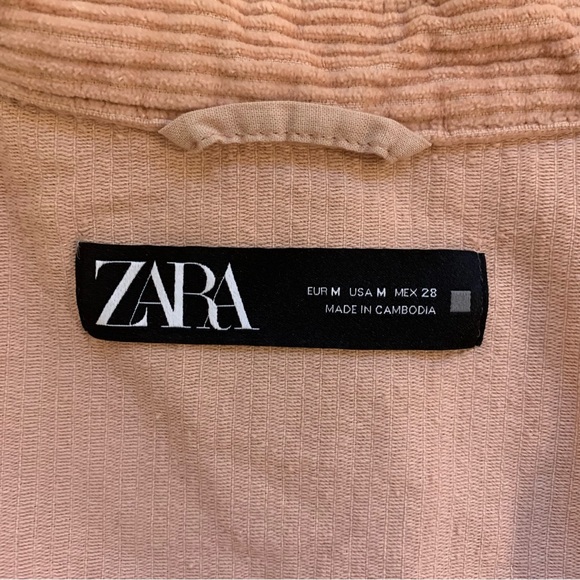 ZARA
EUR M USA M MEX 28
MADE IN CAMBODIA